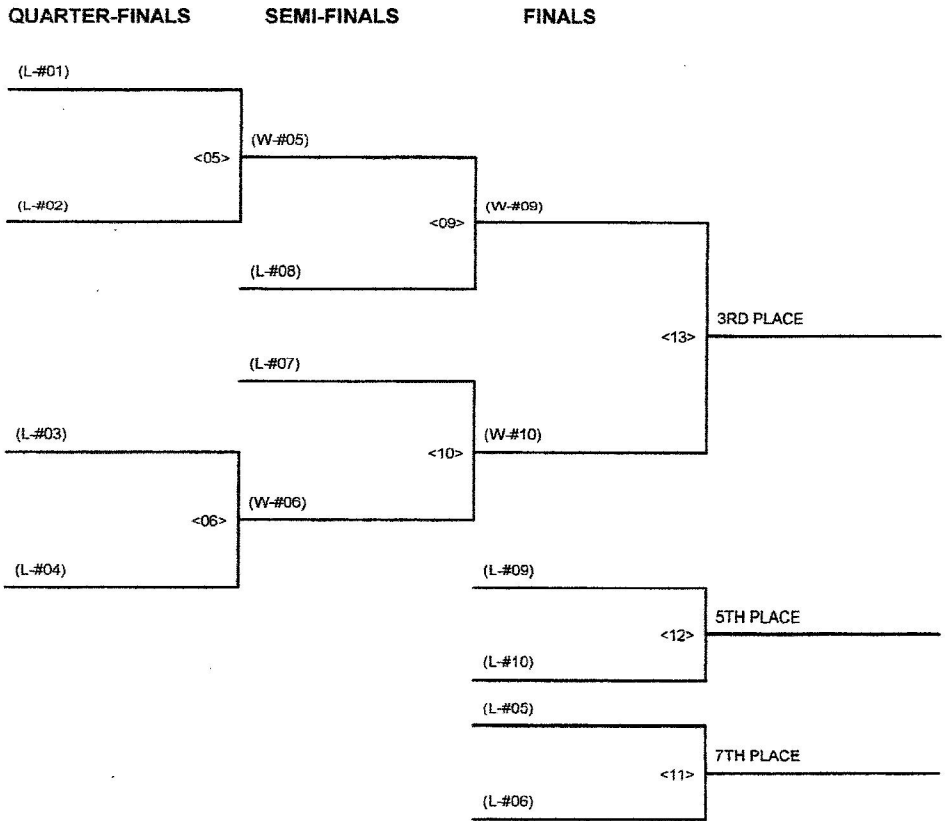 QUARTER-FINALS SEMI-FINALS FINALS
(L-#01)
(W-#05)
<05>
(L-#02)
(W-#09)
<09>
(L-#08)
3RD PLACE
<13>
(L-#07)
(L-#03)
(W-#10)
<10>
(W-#06)
<06>
(L-#04)
(L-#09)
5TH PLACE
<12>
(L-#10)
(L-#05)
7TH PLACE
<11>
(L-#06)